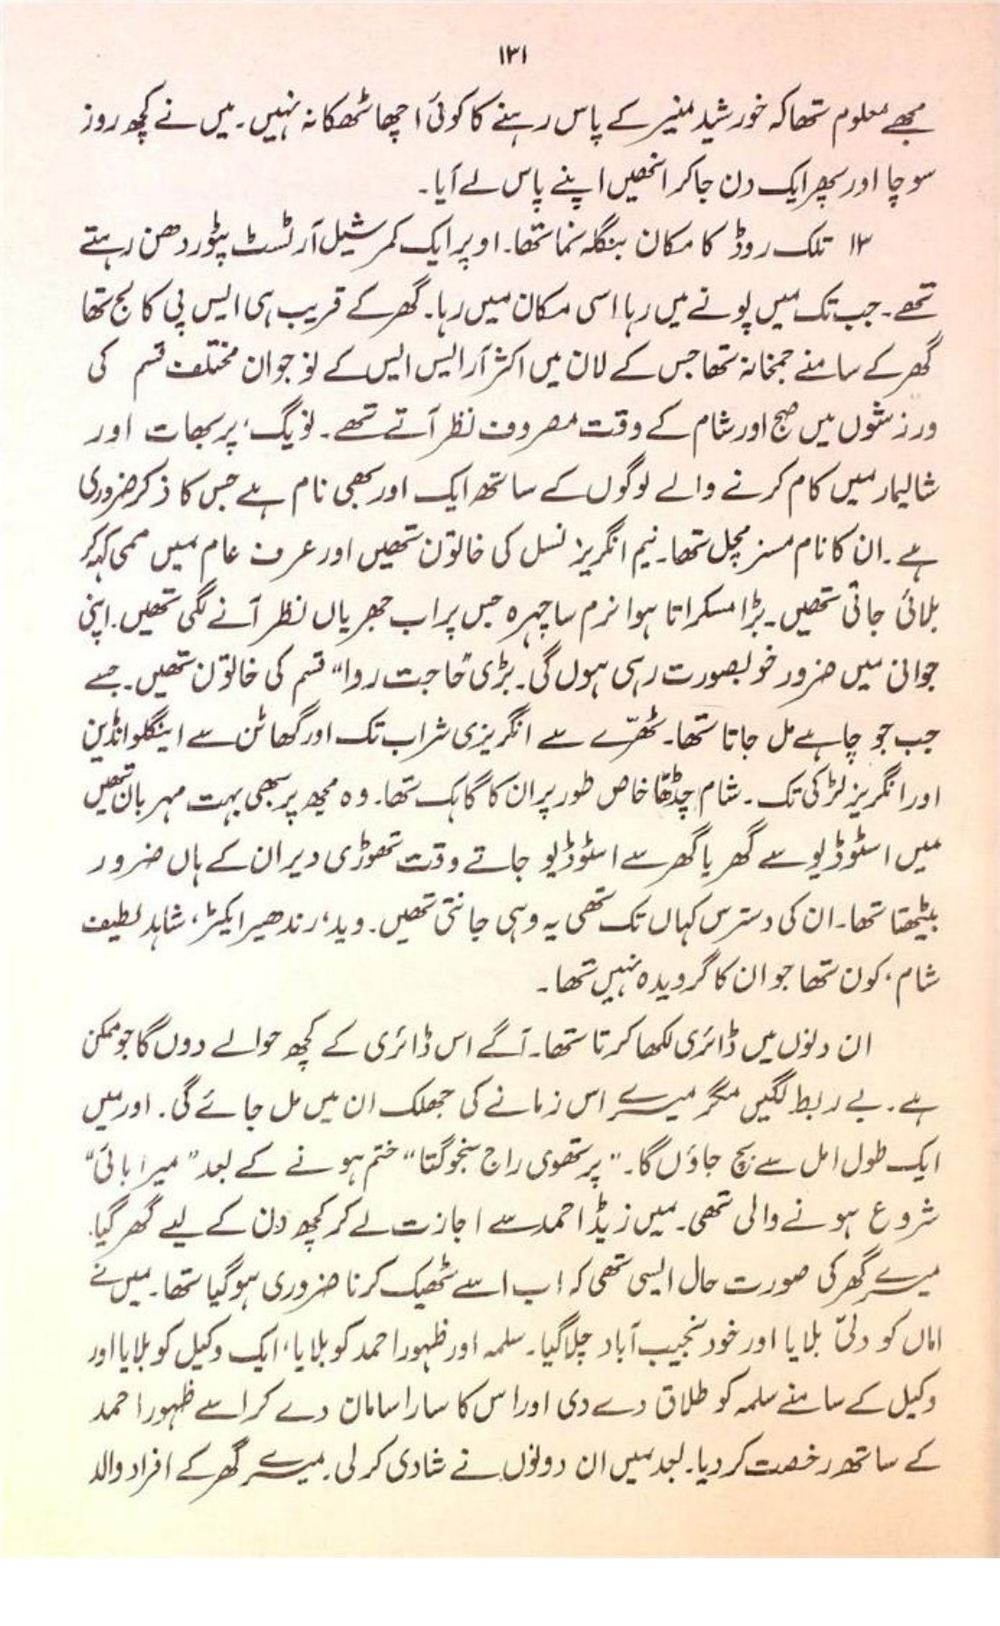 ۱۳۱
مجھے معلوم تھا کہ خورشید منیر کے پاس رہنے کا کوئی اچھا ٹھکانہ نہیں۔ میں نے کچھ روز
سوچا اور پھر ایک دن جا کر انھیں اپنے پاس لے آیا۔
۱۳ تلک روڈ کا مکان بنگلہ نما تھا۔ اوپر ایک کمرشیل آرٹسٹ پٹوردھن رہتے
تھے۔ جب تک میں پونے میں رہا اسی مکان میں رہا۔ گھر کے قریب ہی ایس پی کالج تھا
گھر کے سامنے جمخانہ تھا جس کے لان میں اکثر آر ایس ایس کے نوجوان مختلف قسم کی
ورزشوں میں صبح اور شام کے وقت مصروف نظر آتے تھے۔ نویگ، پربھات اور
شالیمار میں کام کرنے والے لوگوں کے ساتھ ایک اور بھی نام ہے جس کا ذکر ضروری
ہے۔ ان کا نام مسز مچل تھا۔ نیم انگریز نسل کی خاتون تھیں اور عرف عام میں ممی کہہ کر
بلائی جاتی تھیں۔ بڑا مسکراتا ہوا نرم سا چہرہ جس پر اب جھریاں نظر آنے لگی تھیں۔ اپنی
جوانی میں ضرور خوبصورت رہی ہوں گی۔ بڑی "حاجت روا" قسم کی خاتون تھیں۔ جسے
جب جو چاہے مل جاتا تھا۔ ٹھرّے سے انگریزی شراب تک اور گھاٹن سے اینگلو انڈین
اور انگریز لڑکی تک۔ شام چڈھا خاص طور پر ان کا گاہک تھا۔ وہ مجھ پر بھی بہت مہربان تھیں
میں اسٹوڈیو سے گھر یا گھر سے اسٹوڈیو جاتے وقت تھوڑی دیر ان کے ہاں ضرور
بیٹھتا تھا۔ ان کی دسترس کہاں تک تھی یہ وہی جانتی تھیں۔ وید، رندھیر ایکٹر، شاہد لطیف
شام، کون تھا جو ان کا گرویدہ نہیں تھا۔
ان دنوں میں ڈائری لکھا کرتا تھا۔ آگے اس ڈائری کے کچھ حوالے دوں گا جو ممکن
ہے۔ بے ربط لگیں مگر میرے اس زمانے کی جھلک ان میں مل جائے گی۔ اور میں
ایک طول امل سے بچ جاؤں گا۔ "پرتھوی راج سنجوگتا" ختم ہونے کے بعد "میرا بائی"
شروع ہونے والی تھی۔ میں زیڈ احمد سے اجازت لے کر کچھ دن کے لیے گھر گیا۔
میرے گھر کی صورت حال ایسی تھی کہ اب اسے ٹھیک کرنا ضروری ہوگیا تھا۔ میں نے
اماں کو دلّی بلایا اور خود نجیب آباد چلا گیا۔ سلمہ اور ظہور احمد کو بلایا، ایک وکیل کو بلایا اور
وکیل کے سامنے سلمہ کو طلاق دے دی اور اس کا سارا سامان دے کر اسے ظہور احمد
کے ساتھ رخصت کر دیا۔ بعد میں ان دونوں نے شادی کر لی۔ میرے گھر کے افراد والد